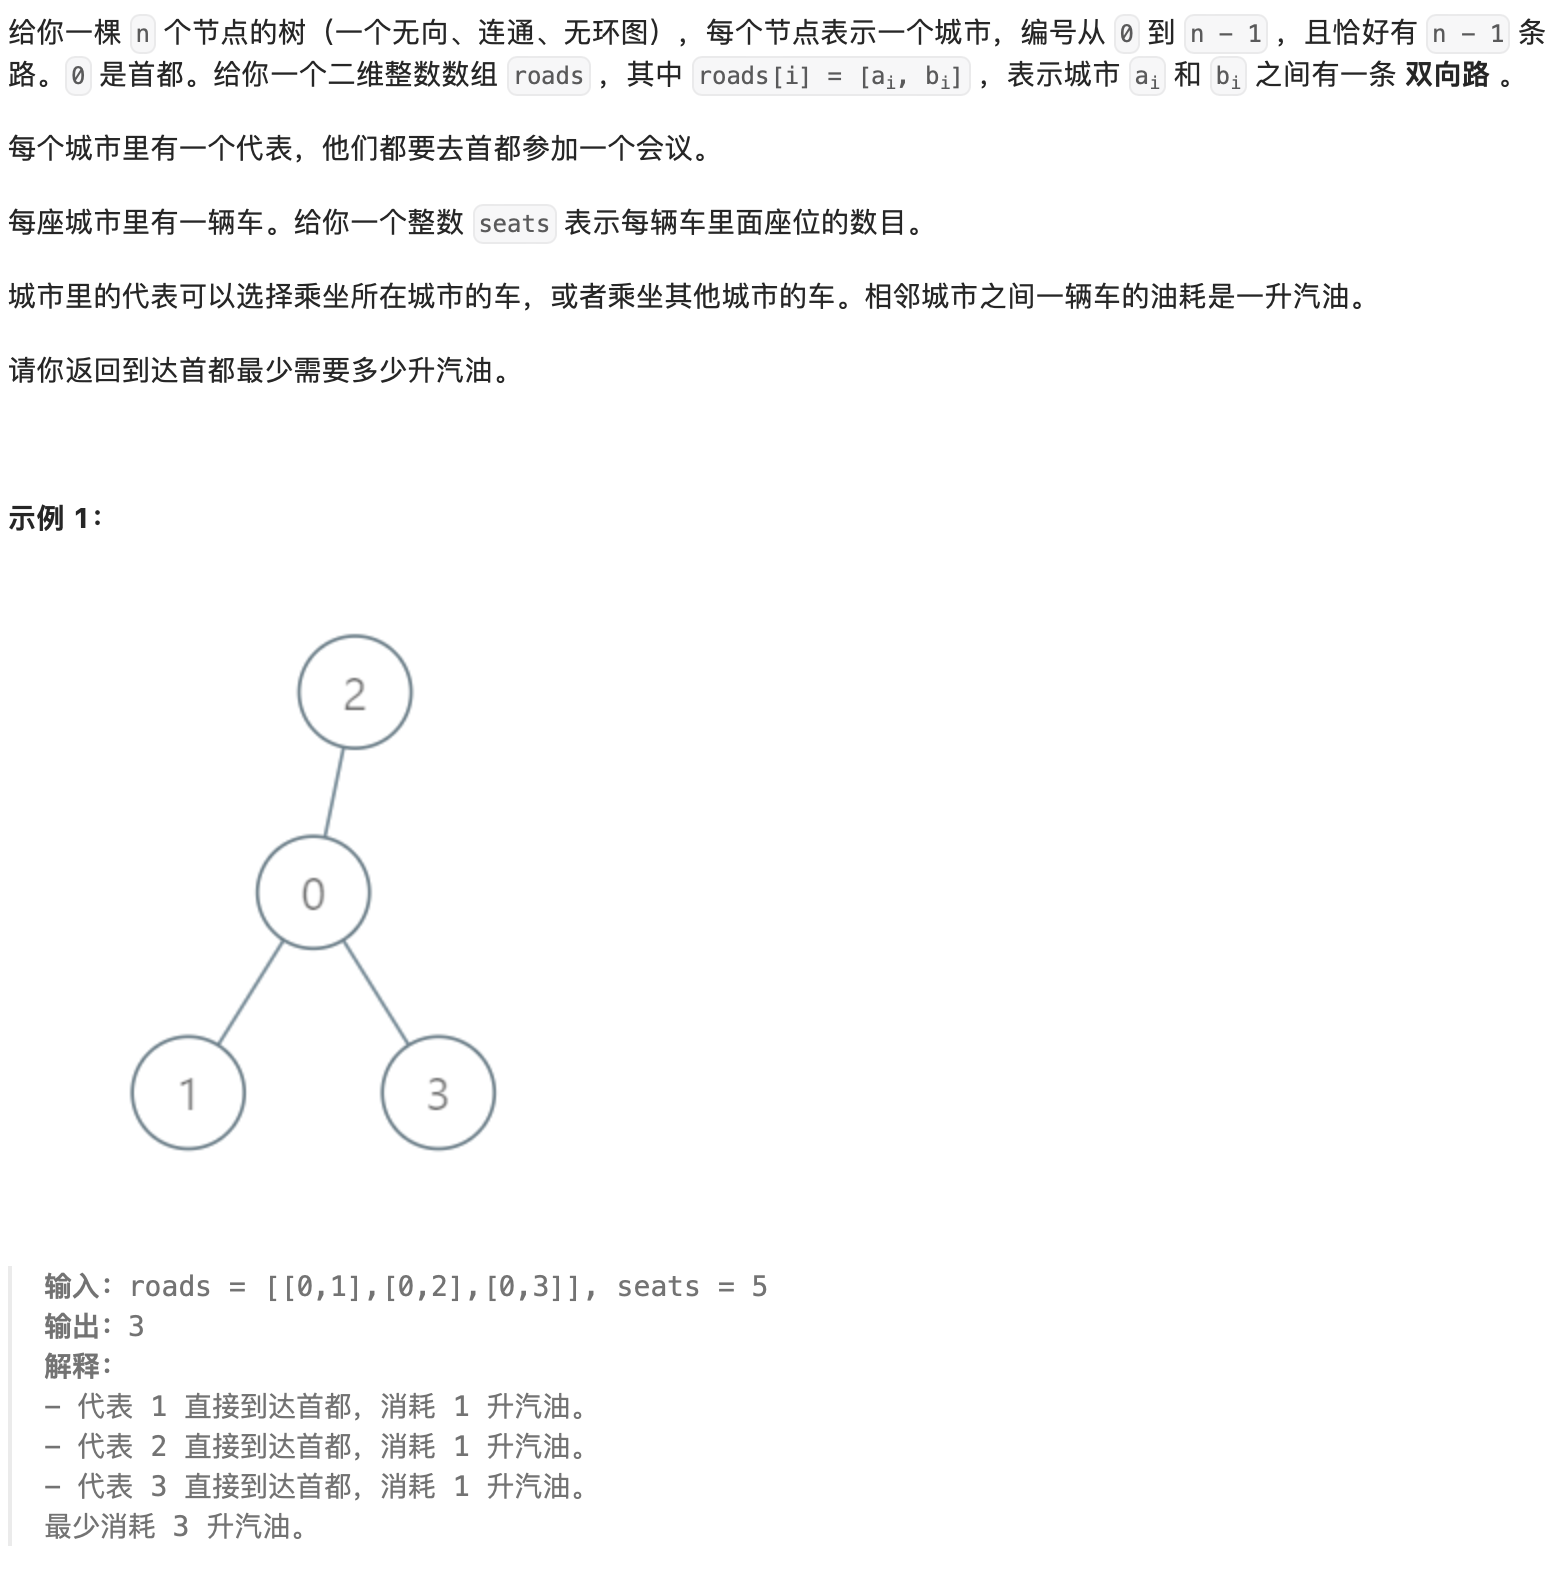 给你一棵 n 个节点的树（一个无向、连通、无环图），每个节点表示一个城市，编号从 0 到 n - 1 ，且恰好有 n - 1 条
路。0 是首都。给你一个二维整数数组 roads ，其中 roads[i] = [ai, bi] ，表示城市 ai 和 bi 之间有一条 双向路 。
每个城市里有一个代表，他们都要去首都参加一个会议。
每座城市里有一辆车。给你一个整数 seats 表示每辆车里面座位的数目。
城市里的代表可以选择乘坐所在城市的车，或者乘坐其他城市的车。相邻城市之间一辆车的油耗是一升汽油。
请你返回到达首都最少需要多少升汽油。
示例 1：
2
0
1
3
输入：roads = [[0,1],[0,2],[0,3]], seats = 5
输出：3
解释：
- 代表 1 直接到达首都，消耗 1 升汽油。
- 代表 2 直接到达首都，消耗 1 升汽油。
- 代表 3 直接到达首都，消耗 1 升汽油。
最少消耗 3 升汽油。